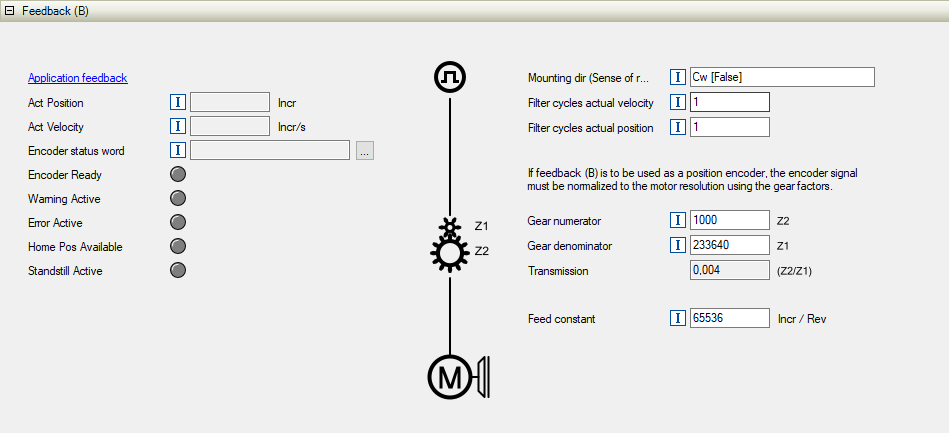 Feedback (B)
Application feedback
Act Position Incr
Act Velocity Incr/s
Encoder status word ...
Encoder Ready
Warning Active
Error Active
Home Pos Available
Standstill Active
Z1
Z2
M
Mounting dir (Sense of r... Cw [False]
Filter cycles actual velocity 1
Filter cycles actual position 1
If feedback (B) is to be used as a position encoder, the encoder signal
must be normalized to the motor resolution using the gear factors.
Gear numerator 1000 Z2
Gear denominator 233640 Z1
Transmission 0,004 (Z2/Z1)
Feed constant 65536 Incr / Rev